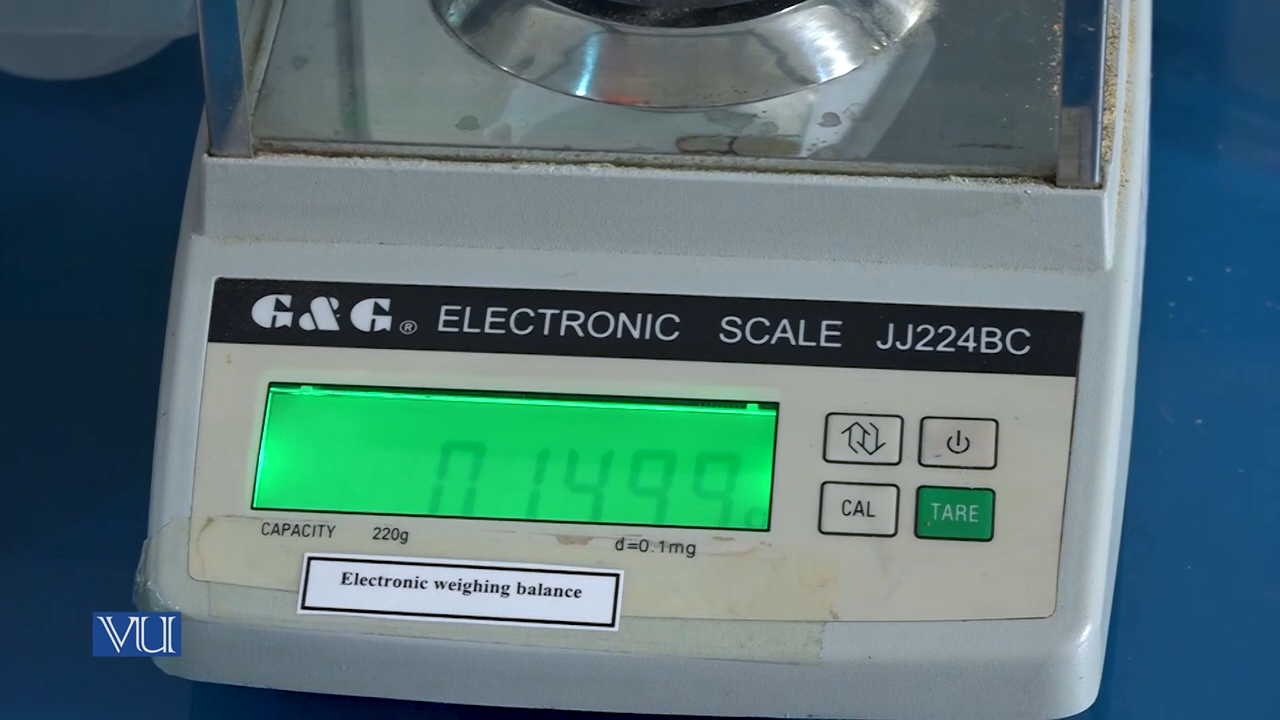 G&G® ELECTRONIC SCALE JJ224BC
0.1499
CAL TARE
CAPACITY 220g d=0.1mg
Electronic weighing balance
VU